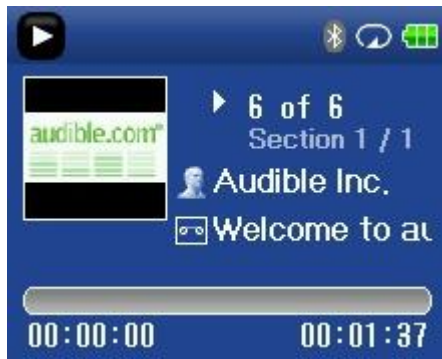 audible.com®
6 of 6
Section 1 / 1
Audible Inc.
Welcome to au
00:00:00
00:01:37